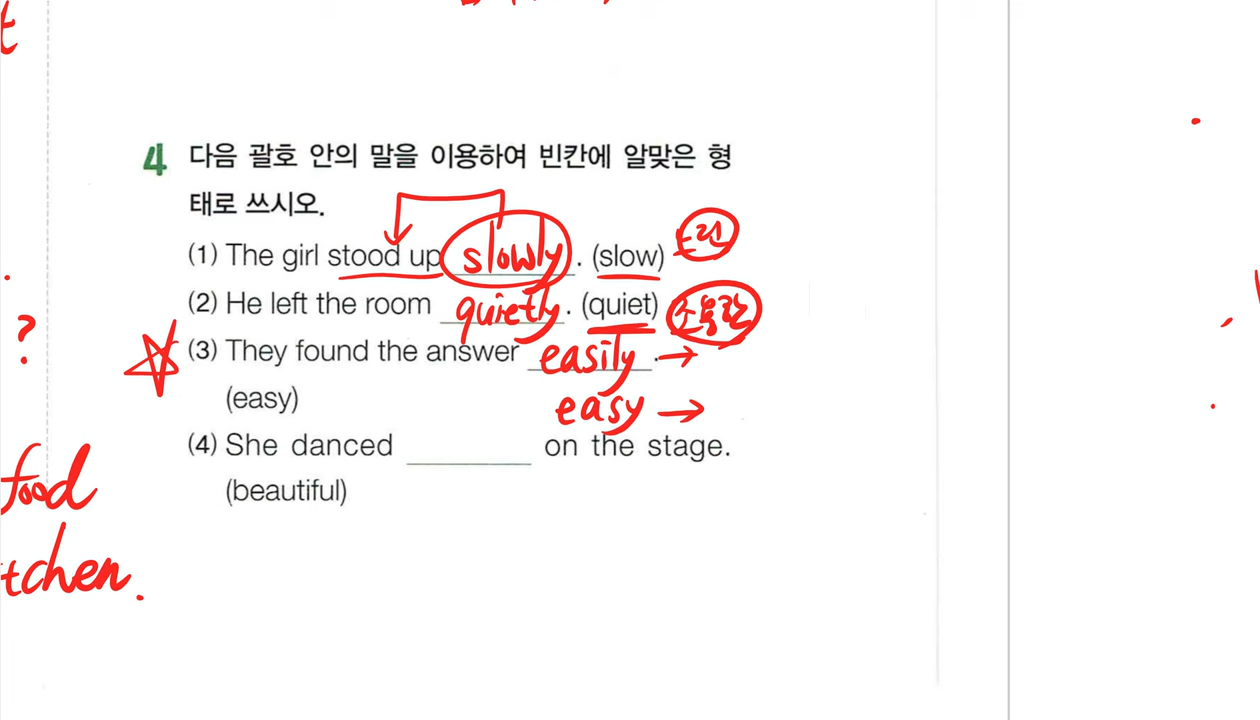 t
4 다음 괄호 안의 말을 이용하여 빈칸에 알맞은 형
태로 쓰시오.
(1) The girl stood up slowly. (slow) 느린
(2) He left the room quietly. (quiet)
?
(3) They found the answer easily. →
(easy) easy →
(4) She danced ______ on the stage.
(beautiful)
food
tchen.